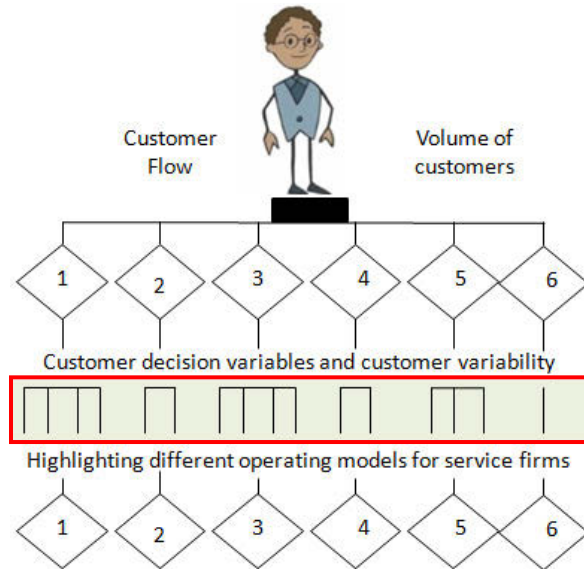 Customer Flow
Volume of customers
1 2 3 4 5 6
Customer decision variables and customer variability
Highlighting different operating models for service firms
1 2 3 4 5 6